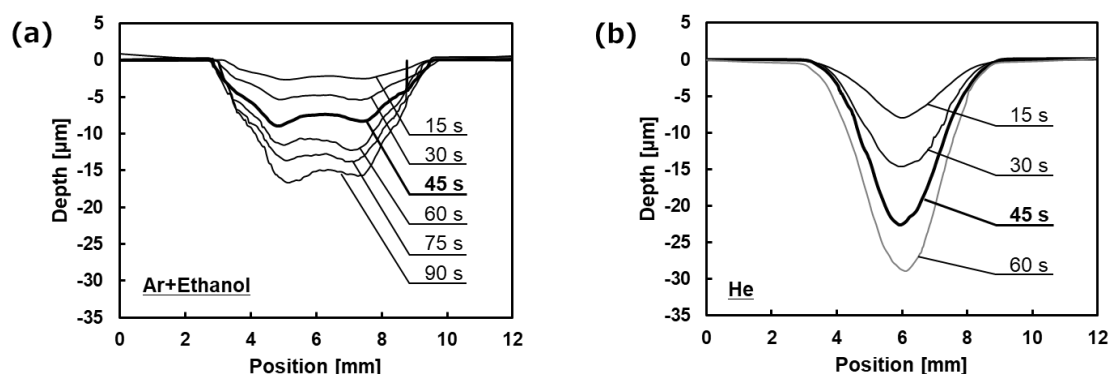 (a)
5
0
-5
-10
-15
-20
-25
-30
-35
Depth [µm]
15 s
30 s
45 s
60 s
75 s
90 s
Ar+Ethanol
0 2 4 6 8 10 12
Position [mm]
(b)
5
0
-5
-10
-15
-20
-25
-30
-35
Depth [µm]
15 s
30 s
45 s
60 s
He
0 2 4 6 8 10 12
Position [mm]